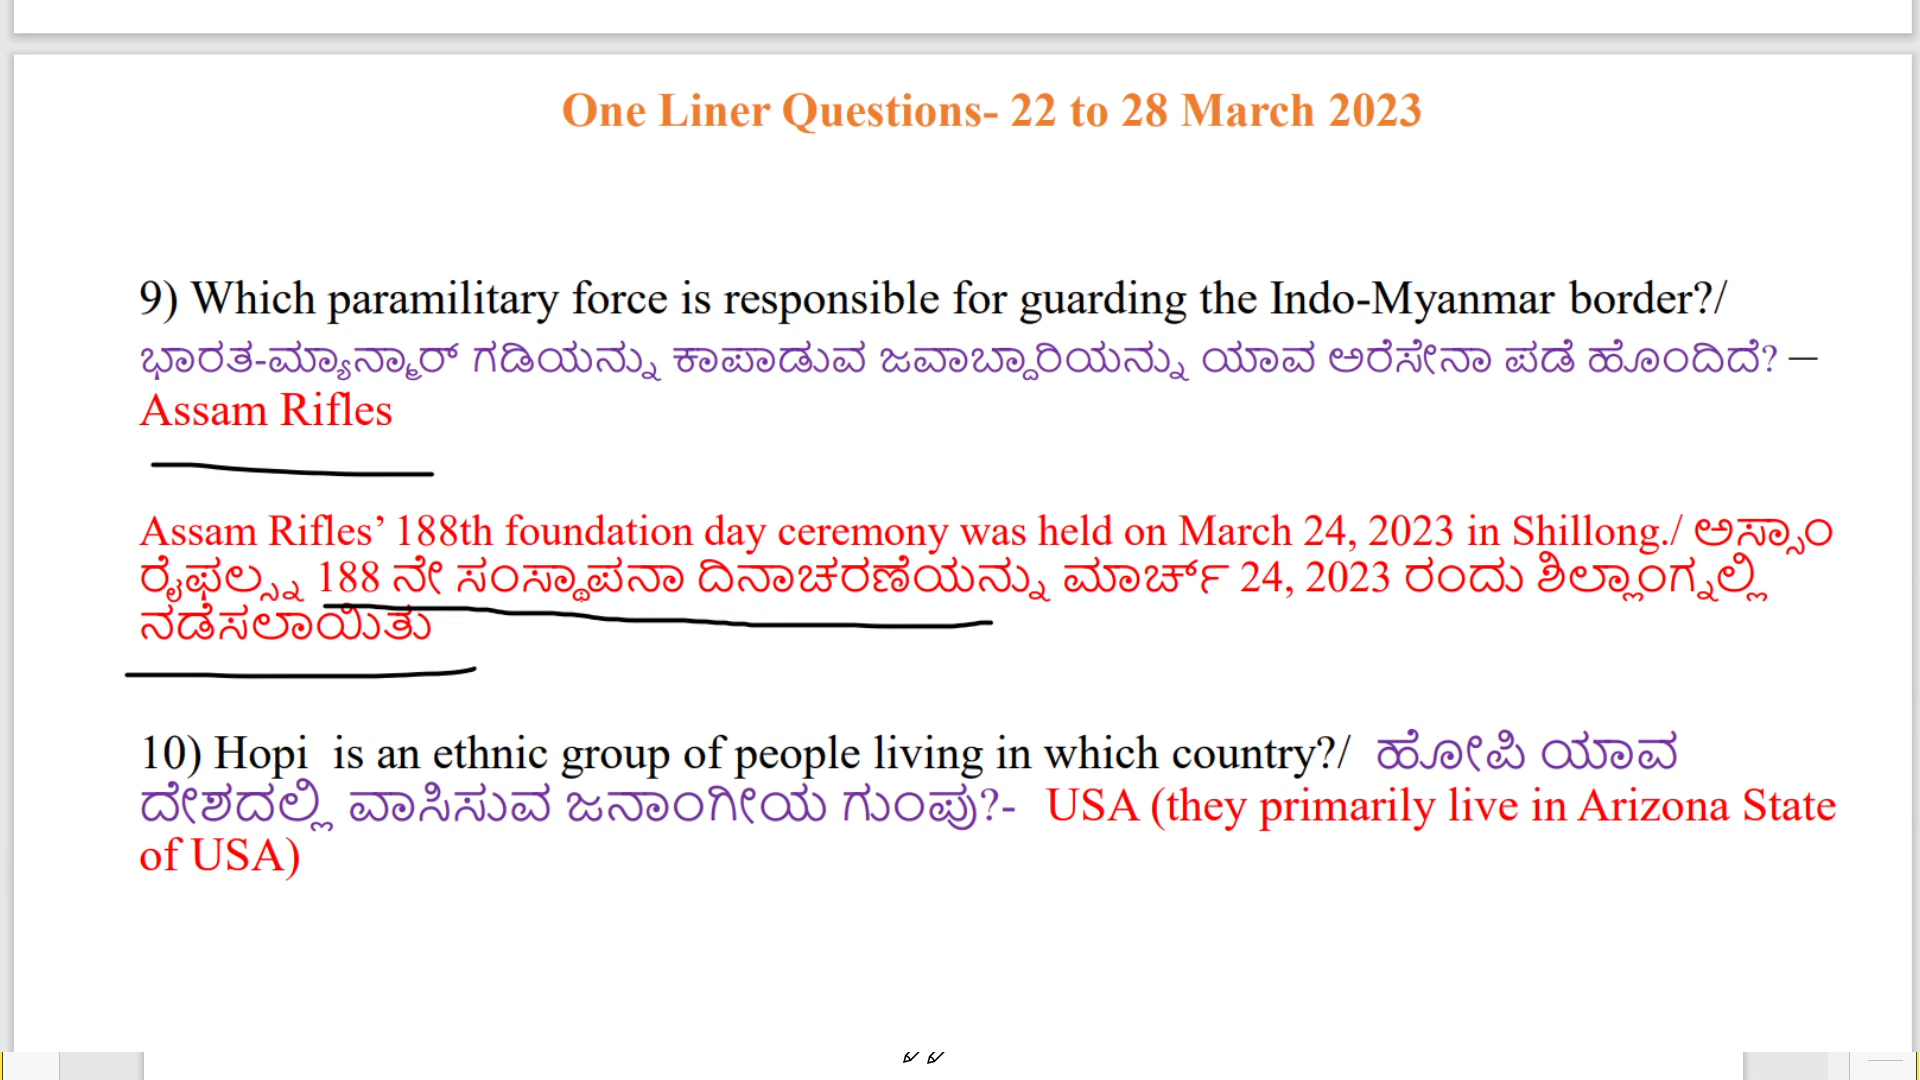 One Liner Questions- 22 to 28 March 2023
9) Which paramilitary force is responsible for guarding the Indo-Myanmar border?/
ಭಾರತ-ಮ್ಯಾನ್ಮಾರ್ ಗಡಿಯನ್ನು ಕಾಪಾಡುವ ಜವಾಬ್ದಾರಿಯನ್ನು ಯಾವ ಅರೆಸೇನಾ ಪಡೆ ಹೊಂದಿದೆ? –
Assam Rifles
Assam Rifles’ 188th foundation day ceremony was held on March 24, 2023 in Shillong./ ಅಸ್ಸಾಂ
ರೈಫಲ್ಸ್ನ 188 ನೇ ಸಂಸ್ಥಾಪನಾ ದಿನಾಚರಣೆಯನ್ನು ಮಾರ್ಚ್ 24, 2023 ರಂದು ಶಿಲ್ಲಾಂಗ್ನಲ್ಲಿ
ನಡೆಸಲಾಯಿತು
10) Hopi  is an ethnic group of people living in which country?/  ಹೋಪಿ ಯಾವ
ದೇಶದಲ್ಲಿ ವಾಸಿಸುವ ಜನಾಂಗೀಯ ಗುಂಪು?-  USA (they primarily live in Arizona State
of USA)